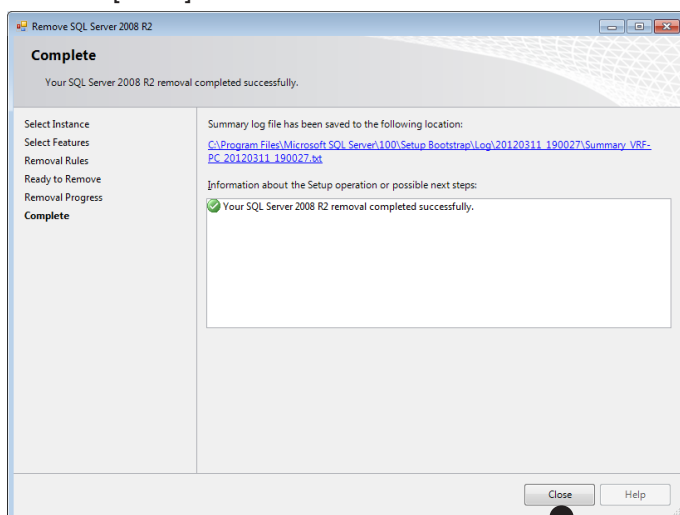 Remove SQL Server 2008 R2
Complete
Your SQL Server 2008 R2 removal completed successfully.
Select Instance
Select Features
Removal Rules
Ready to Remove
Removal Progress
Complete
Summary log file has been saved to the following location:
C:\Program Files\Microsoft SQL Server\100\Setup Bootstrap\Log\20120311_190027\Summary_VRF-
PC_20120311_190027.txt
Information about the Setup operation or possible next steps:
Your SQL Server 2008 R2 removal completed successfully.
Close
Help